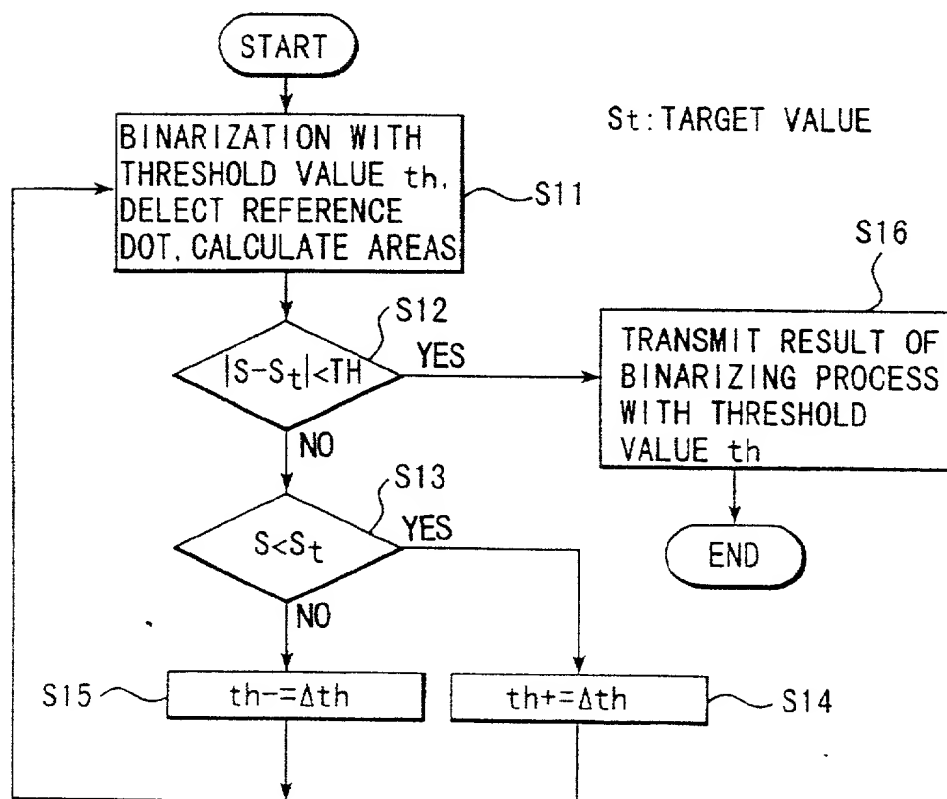 START
St:TARGET VALUE
BINARIZATION WITH
THRESHOLD VALUE th,
DELECT REFERENCE
DOT, CALCULATE AREAS
S11
S12
|S-St|<TH
YES
NO
S16
TRANSMIT RESULT OF
BINARIZING PROCESS
WITH THRESHOLD
VALUE th
END
S13
S<St
YES
NO
S15
th-=Δth
th+=Δth
S14